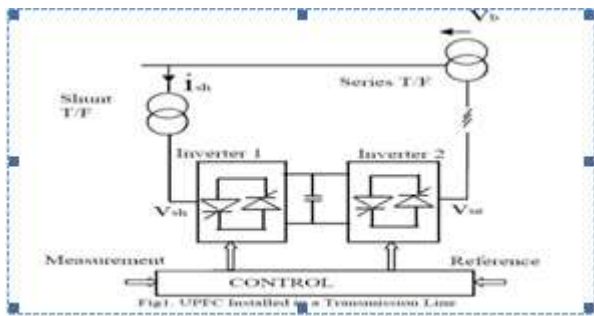 Vb
ish
Series T/F
Shunt
T/F
Inverter 1
Inverter 2
Vsh
Vse
Measurement
Reference
CONTROL
Fig1. UPFC Installed in a Transmission Line